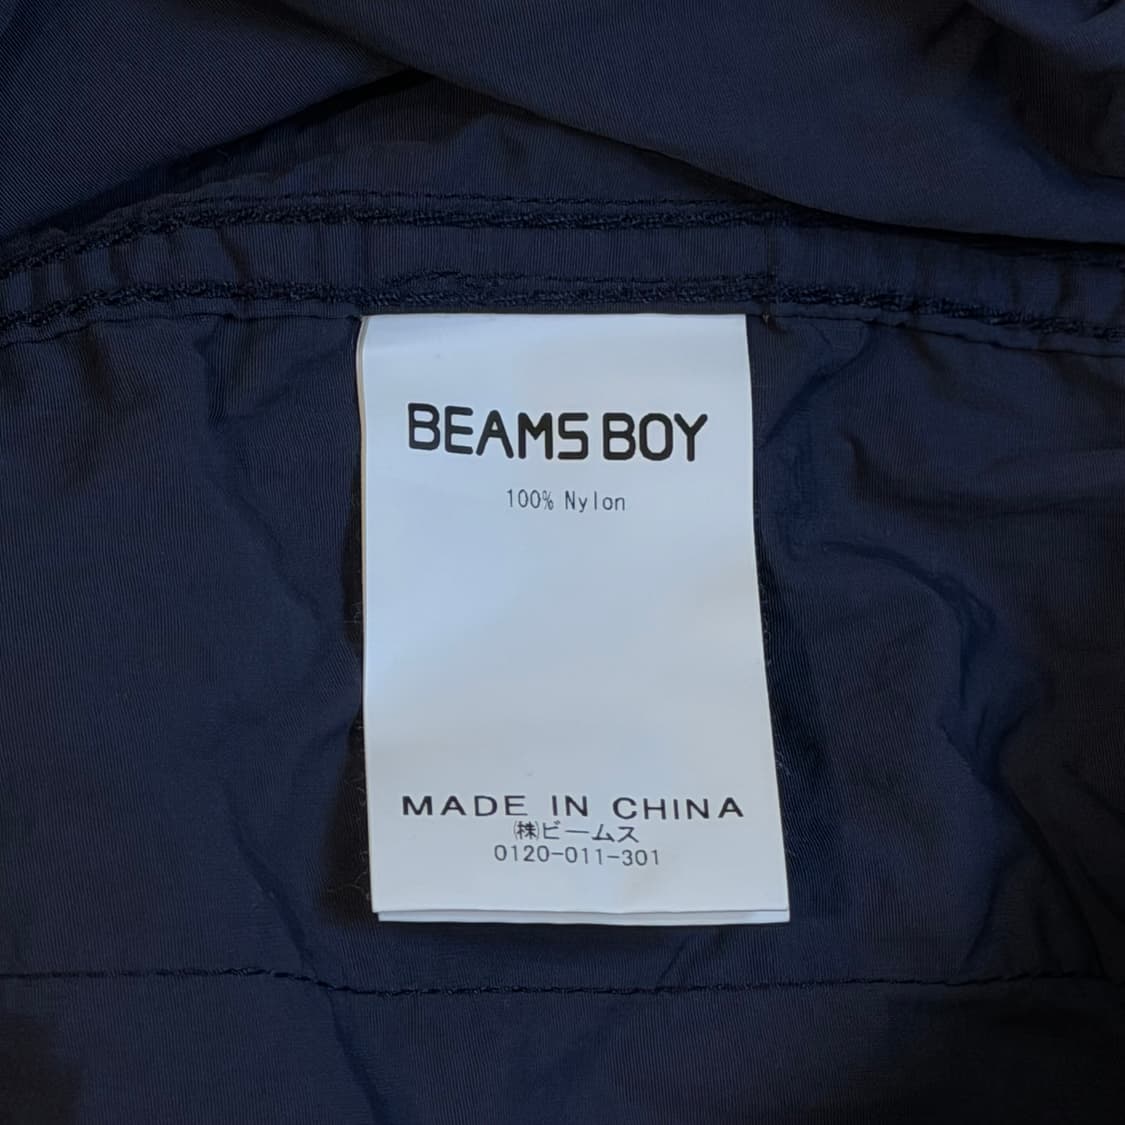 BEAMS BOY
100% Nylon
MADE IN CHINA
㈱ビームス
0120-011-301